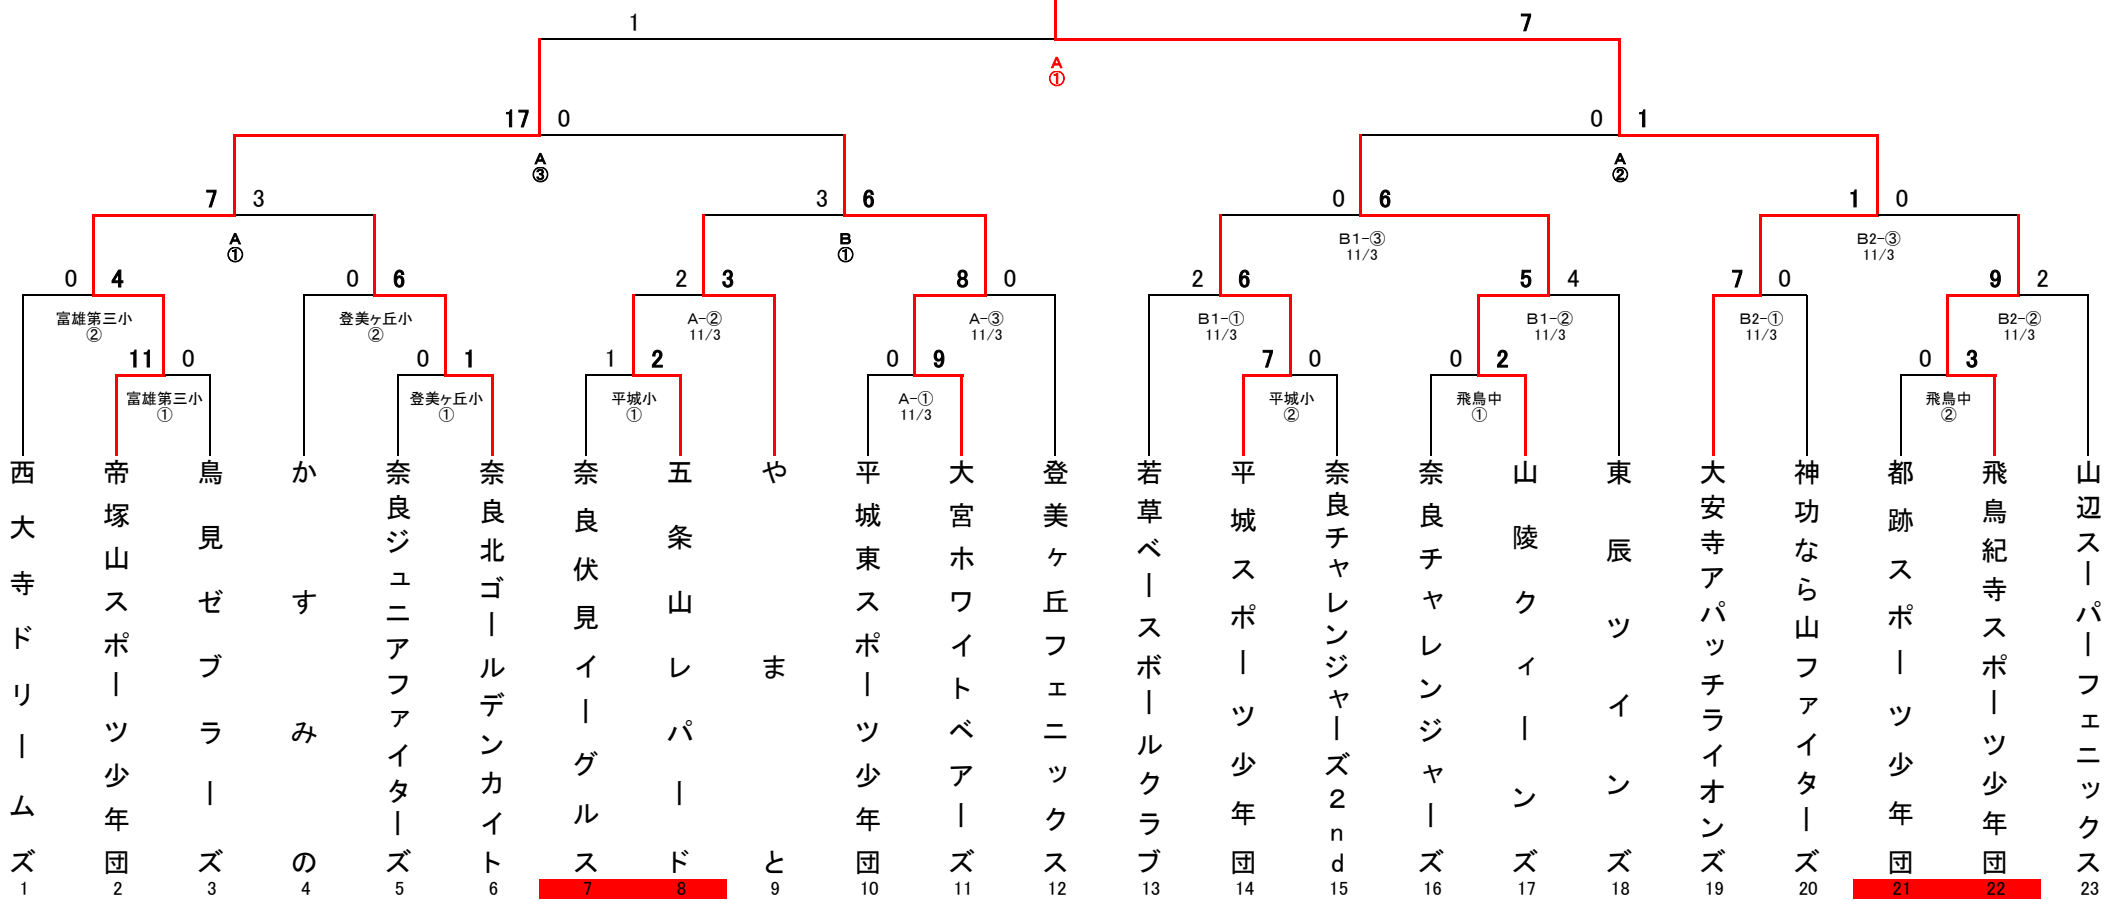 1 7
A
①
17 0 0 1
A A
③ ②
7 3 3 6 0 6 1 0
A B B1-③ B2-③
① ① 11/3 11/3
0 4 0 6 2 3 8 0 2 6 5 4 7 0 9 2
富雄第三小 登美ヶ丘小 A-② A-③ B1-① B1-② B2-① B2-②
② ② 11/3 11/3 11/3 11/3 11/3 11/3
11 0 0 1 1 2 0 9 7 0 0 2 0 3
富雄第三小 登美ヶ丘小 平城小 A-① 平城小 飛鳥中 飛鳥中
① ① ① 11/3 ② ① ②
西大寺ドリームズ
帝塚山スポーツ少年団
鳥見ゼブラーズ
かすみの
奈良ジュニアファイターズ
奈良北ゴールデンカイト
奈良伏見イーグルス
五条山レパード
やまと
平城東スポーツ少年団
大宮ホワイトベアーズ
登美ヶ丘フェニックス
若草ベースボールクラブ
平城スポーツ少年団
奈良チャレンジャーズ2nd
奈良チャレンジャーズ
山陵クィーンズ
東辰ツインズ
大安寺アパッチライオンズ
神功なら山ファイターズ
都跡スポーツ少年団
飛鳥紀寺スポーツ少年団
山辺スーパーフェニックス
1 2 3 4 5 6 7 8 9 10 11 12 13 14 15 16 17 18 19 20 21 22 23